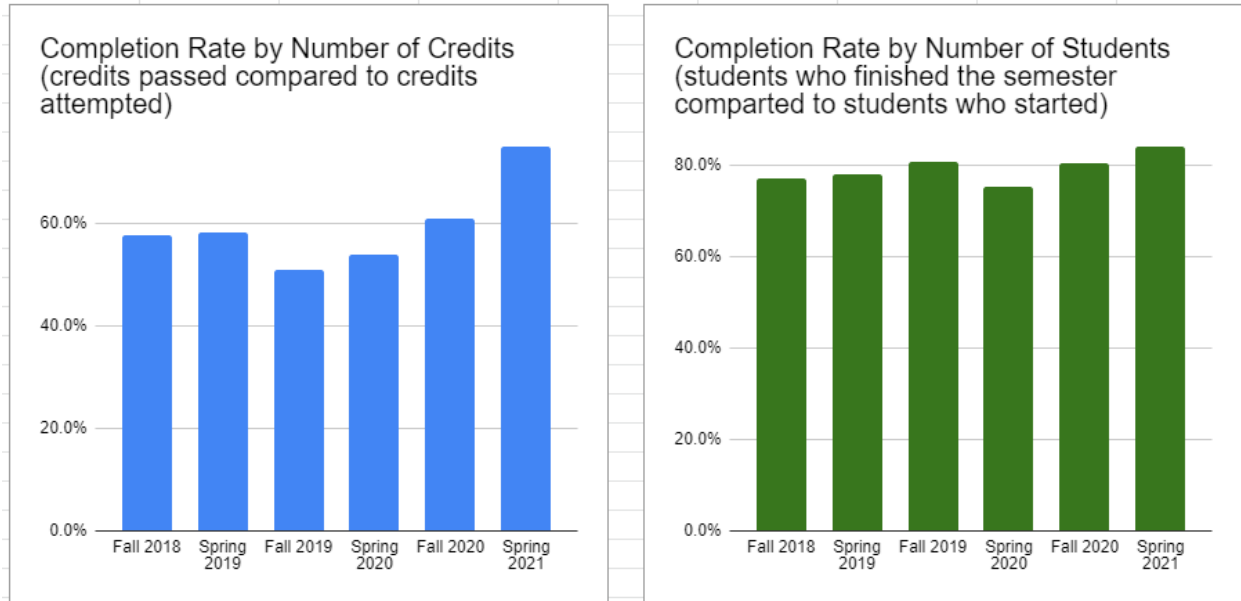 Completion Rate by Number of Credits
(credits passed compared to credits
attempted)
60.0%
40.0%
20.0%
0.0%
Fall 2018
Spring
2019
Fall 2019
Spring
2020
Fall 2020
Spring
2021
Completion Rate by Number of Students
(students who finished the semester
comparted to students who started)
80.0%
60.0%
40.0%
20.0%
0.0%
Fall 2018
Spring
2019
Fall 2019
Spring
2020
Fall 2020
Spring
2021